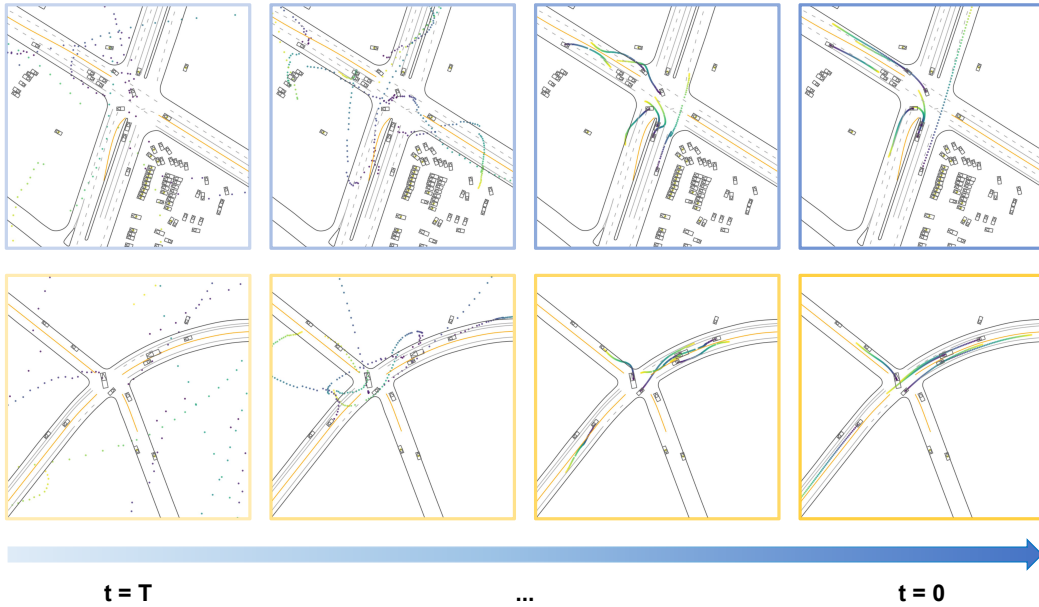 t = T
...
t = 0